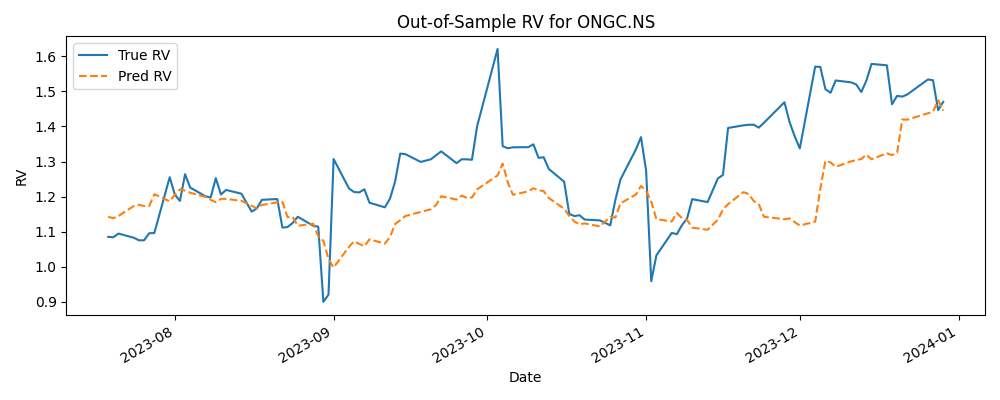 Out-of-Sample RV for ONGC.NS
True RV
Pred RV
RV
1.6
1.5
1.4
1.3
1.2
1.1
1.0
0.9
2023-08
2023-09
2023-10
2023-11
2023-12
2024-01
Date